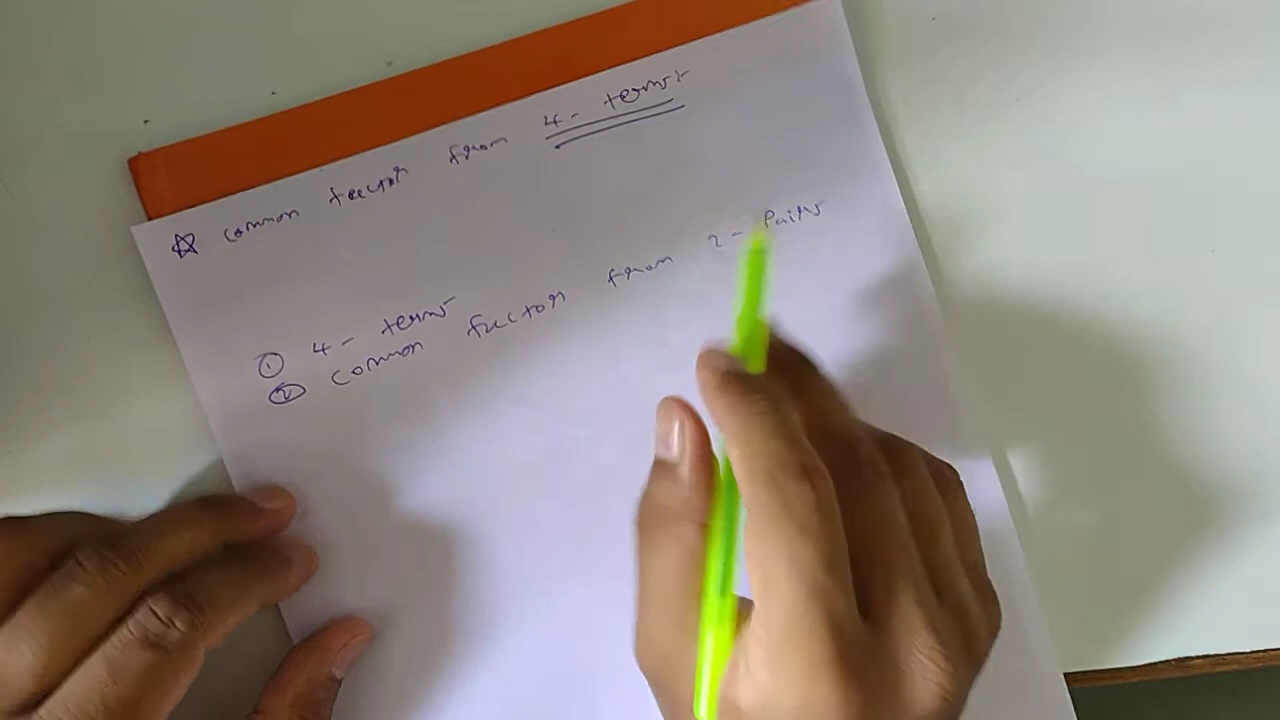 ☆ common factor from 4 - terms:-
① 4 - terms
② common factor from 2 - pairs